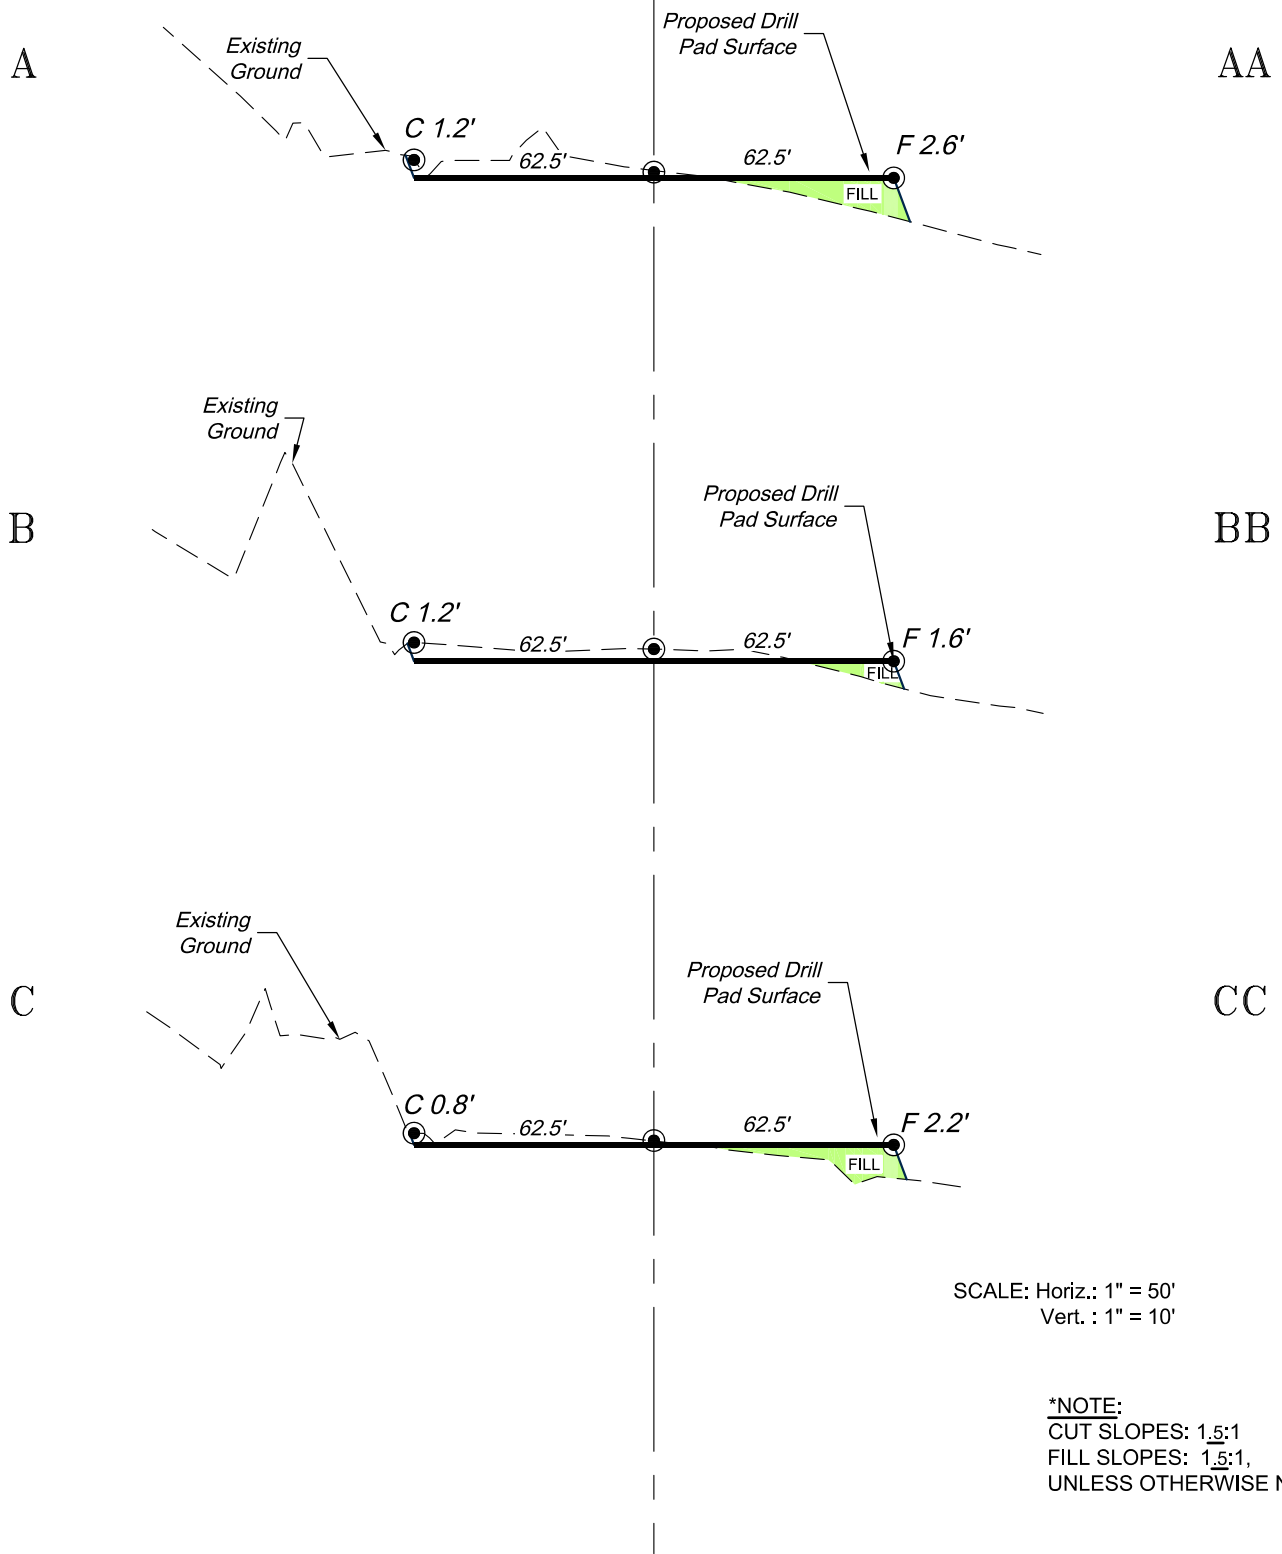 Proposed Drill
Pad Surface
Existing
Ground
A
AA
C 1.2'
62.5'
62.5'
F 2.6'
FILL
Existing
Ground
Proposed Drill
Pad Surface
B
BB
C 1.2'
62.5'
62.5'
F 1.6'
FILL
Existing
Ground
Proposed Drill
Pad Surface
C
CC
C 0.8'
62.5'
62.5'
F 2.2'
FILL
SCALE: Horiz.: 1" = 50'
Vert. : 1" = 10'
*NOTE:
CUT SLOPES: 1.5:1
FILL SLOPES: 1.5:1,
UNLESS OTHERWISE